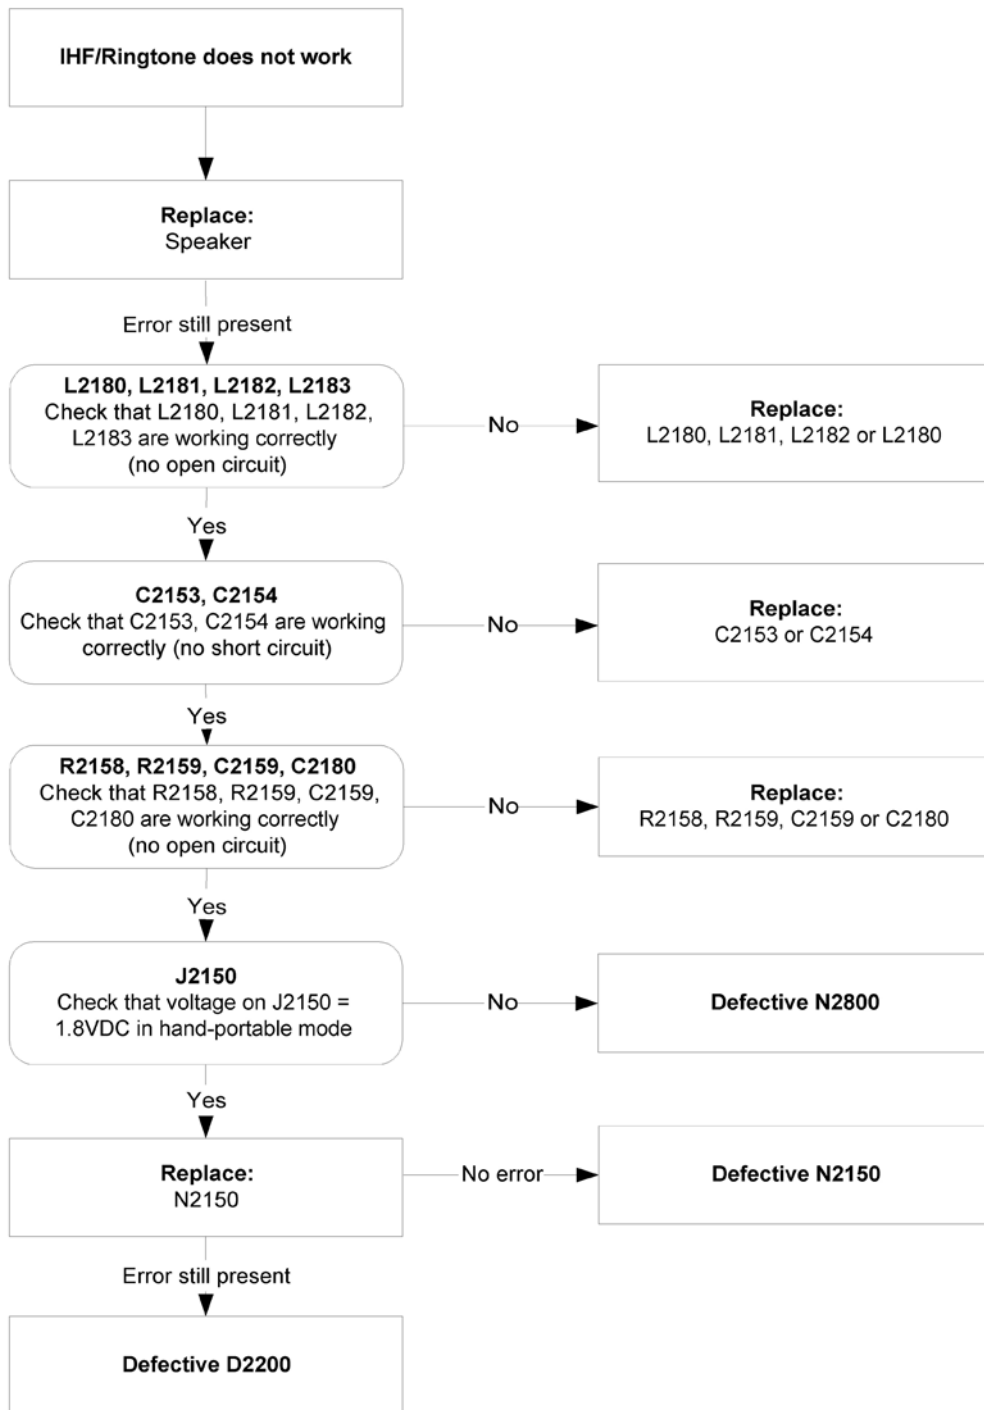 IHF/Ringtone does not work
Replace:
Speaker
Error still present
L2180, L2181, L2182, L2183
Check that L2180, L2181, L2182,
L2183 are working correctly
(no open circuit)
No
Replace:
L2180, L2181, L2182 or L2180
Yes
C2153, C2154
Check that C2153, C2154 are working
correctly (no short circuit)
No
Replace:
C2153 or C2154
Yes
R2158, R2159, C2159, C2180
Check that R2158, R2159, C2159,
C2180 are working correctly
(no open circuit)
No
Replace:
R2158, R2159, C2159 or C2180
Yes
J2150
Check that voltage on J2150 =
1.8VDC in hand-portable mode
No
Defective N2800
Yes
Replace:
N2150
No error
Defective N2150
Error still present
Defective D2200